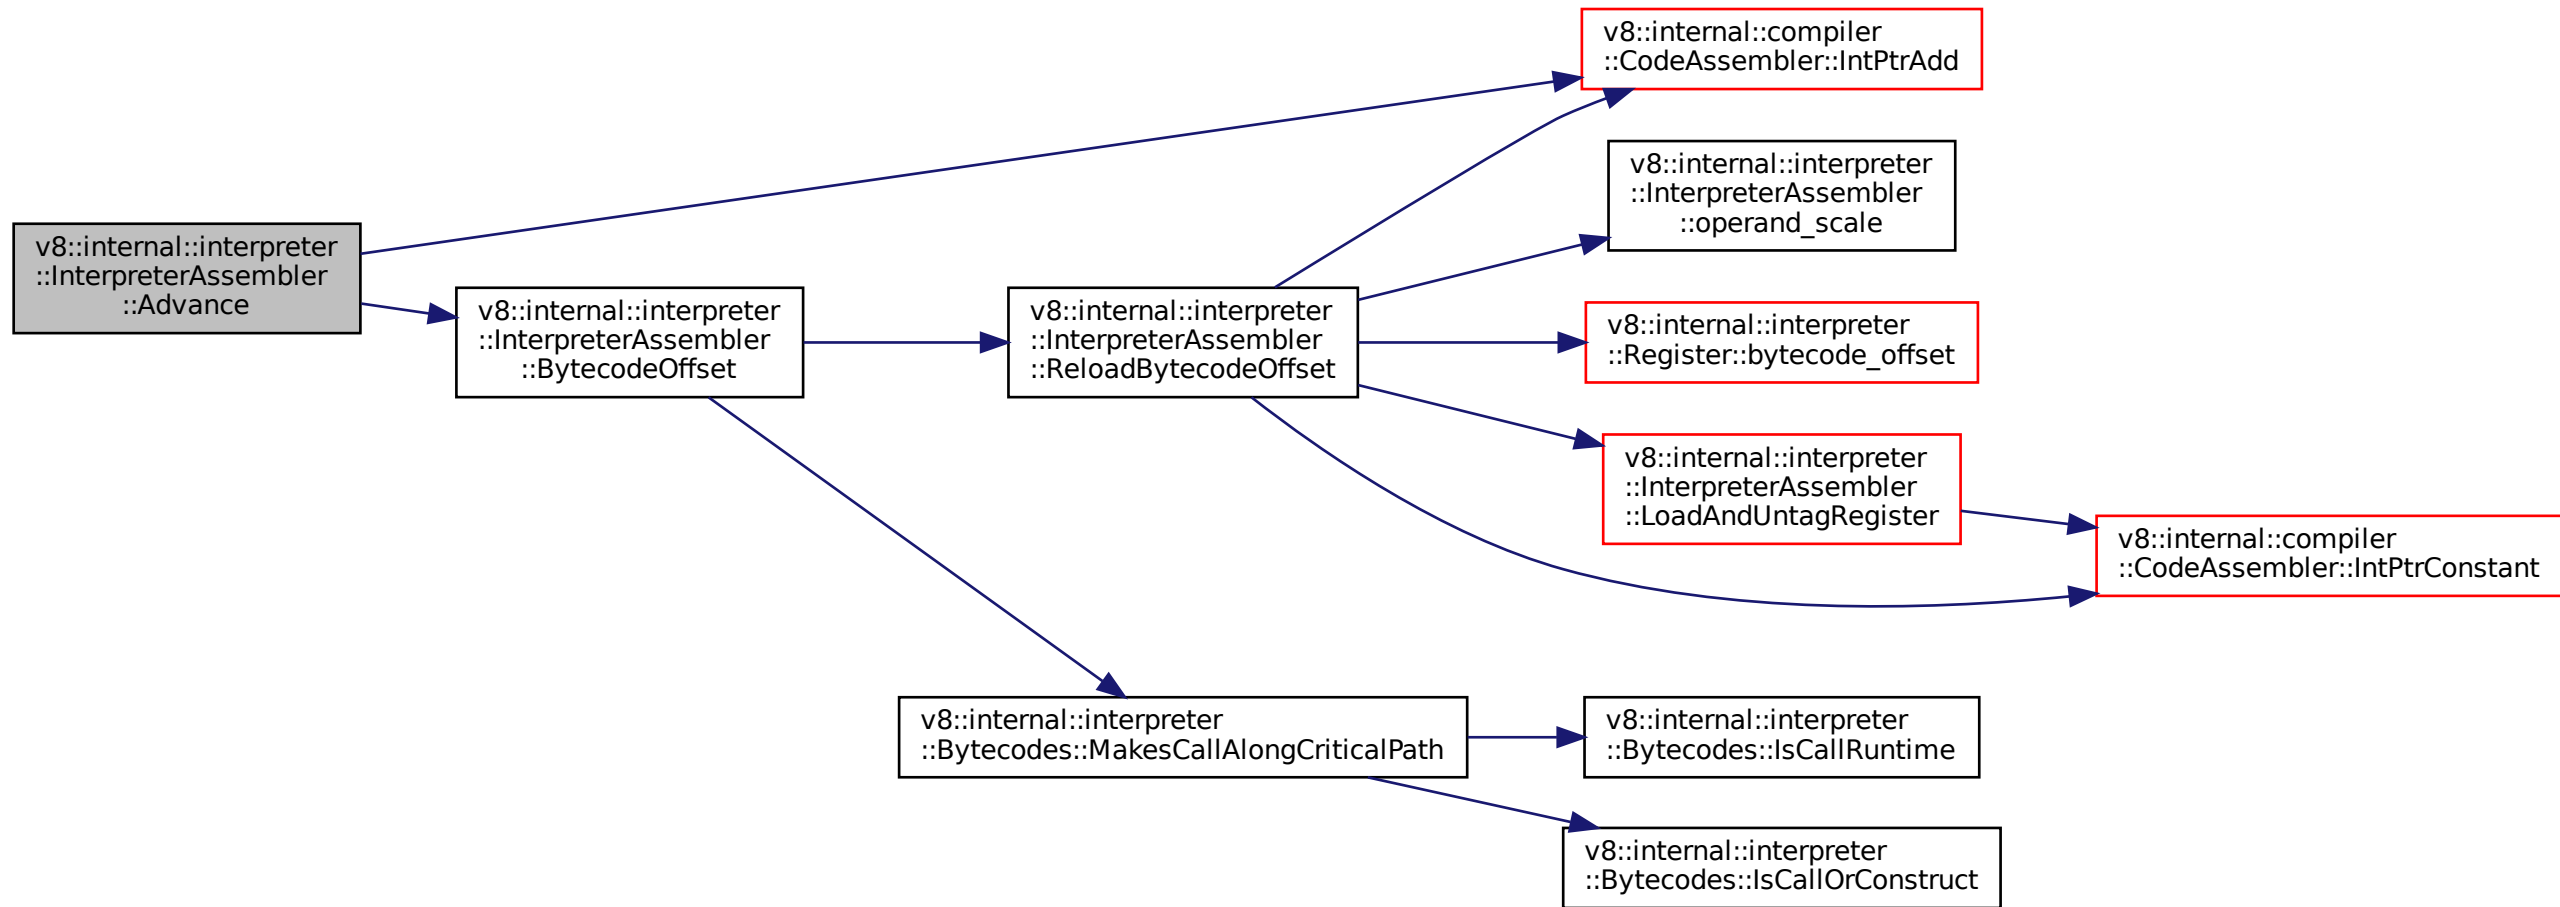 v8::internal::interpreter
::InterpreterAssembler
::Advance
v8::internal::compiler
::CodeAssembler::IntPtrAdd
v8::internal::interpreter
::InterpreterAssembler
::BytecodeOffset
v8::internal::interpreter
::InterpreterAssembler
::ReloadBytecodeOffset
v8::internal::interpreter
::InterpreterAssembler
::operand_scale
v8::internal::interpreter
::Register::bytecode_offset
v8::internal::interpreter
::InterpreterAssembler
::LoadAndUntagRegister
v8::internal::compiler
::CodeAssembler::IntPtrConstant
v8::internal::interpreter
::Bytecodes::MakesCallAlongCriticalPath
v8::internal::interpreter
::Bytecodes::IsCallRuntime
v8::internal::interpreter
::Bytecodes::IsCallOrConstruct